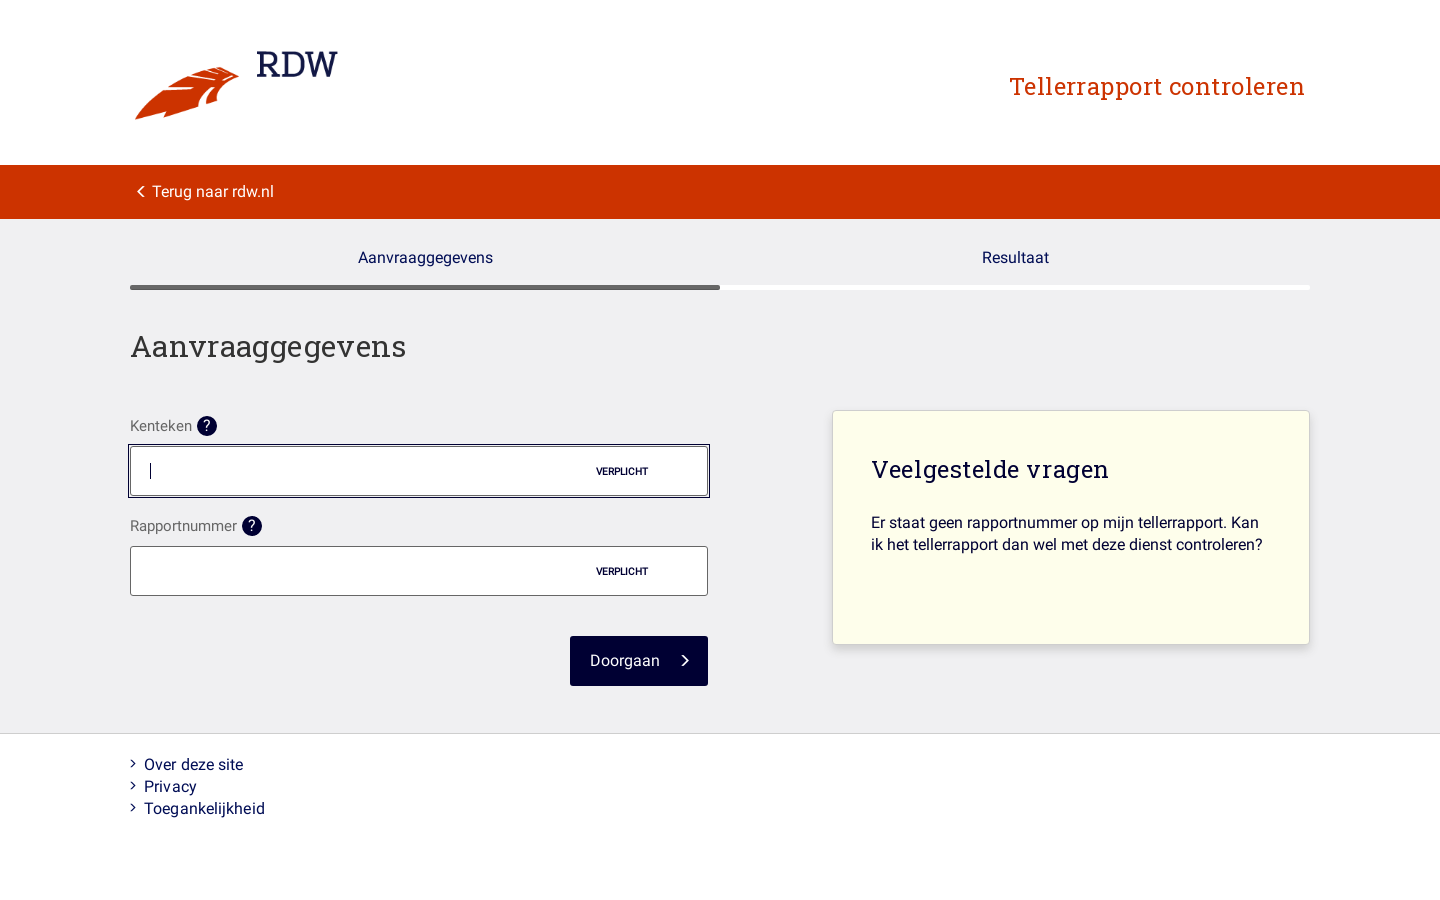 RDW
Tellerrapport controleren
Terug naar rdw.nl
Aanvraaggegevens
Resultaat
Aanvraaggegevens
Kenteken ?
VERPLICHT
Rapportnummer ?
VERPLICHT
Doorgaan
Veelgestelde vragen
Er staat geen rapportnummer op mijn tellerrapport. Kan
ik het tellerrapport dan wel met deze dienst controleren?
Over deze site
Privacy
Toegankelijkheid